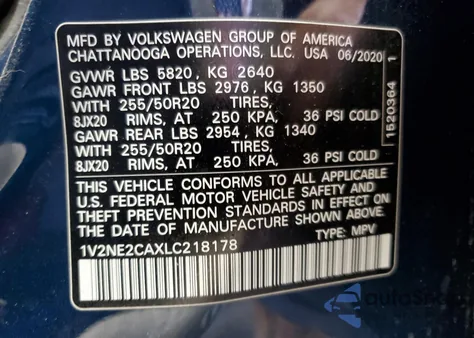 MFD. BY VOLKSWAGEN GROUP OF AMERICA
CHATTANOOGA OPERATIONS, LLC. USA 06/2020
GVWR LBS 5820, KG 2640
GAWR FRONT LBS 2976, KG 1350
WITH 255/50R20 TIRES,
8JX20 RIMS, AT 250 KPA, 36 PSI COLD
GAWR REAR LBS 2954, KG 1340
WITH 255/50R20 TIRES,
8JX20 RIMS, AT 250 KPA, 36 PSI COLD
THIS VEHICLE CONFORMS TO ALL APPLICABLE
U.S. FEDERAL MOTOR VEHICLE SAFETY AND
THEFT PREVENTION STANDARDS IN EFFECT ON THE
DATE OF MANUFACTURE SHOWN ABOVE.
1V2NE2CAXLC218178 TYPE: MPV
1520364 1